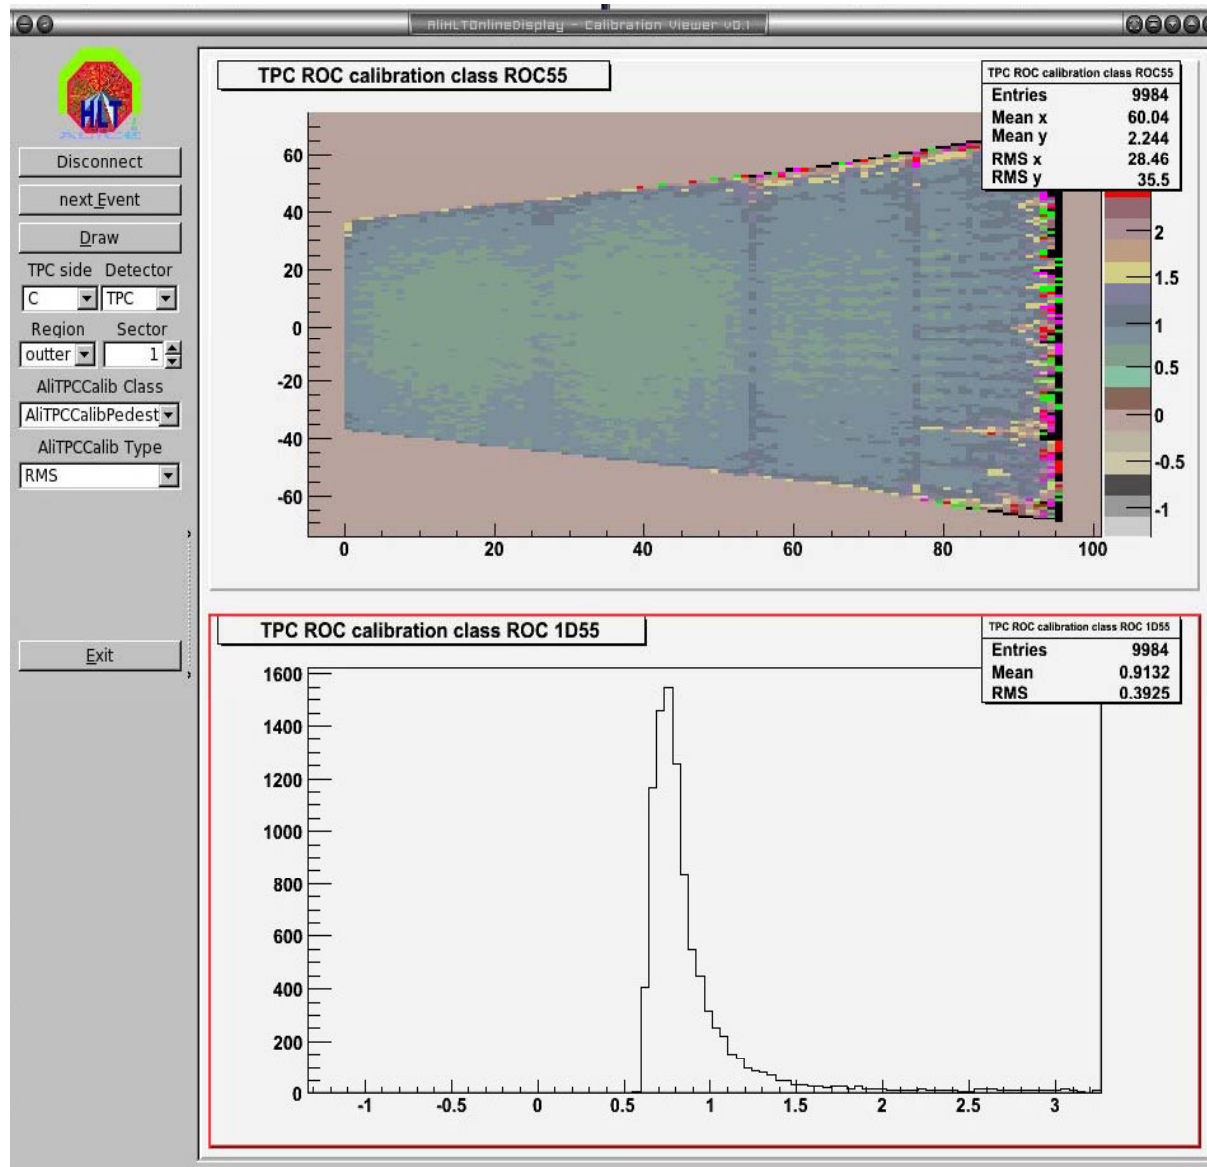 AliHLTOnlineDisplay - Calibration Viewer v0.1
HLT
ALICE
Disconnect
next Event
Draw
TPC side Detector
C TPC
Region Sector
outter 1
AliTPCCalib Class
AliTPCCalibPedest
AliTPCCalib Type
RMS
Exit
TPC ROC calibration class ROC55
TPC ROC calibration class ROC55
Entries 9984
Mean x 60.04
Mean y 2.244
RMS x 28.46
RMS y 35.5
60
40
20
0
-20
-40
-60
0 20 40 60 80 100
2
1.5
1
0.5
0
-0.5
-1
TPC ROC calibration class ROC 1D55
TPC ROC calibration class ROC 1D55
Entries 9984
Mean 0.9132
RMS 0.3925
1600
1400
1200
1000
800
600
400
200
0
-1 -0.5 0 0.5 1 1.5 2 2.5 3